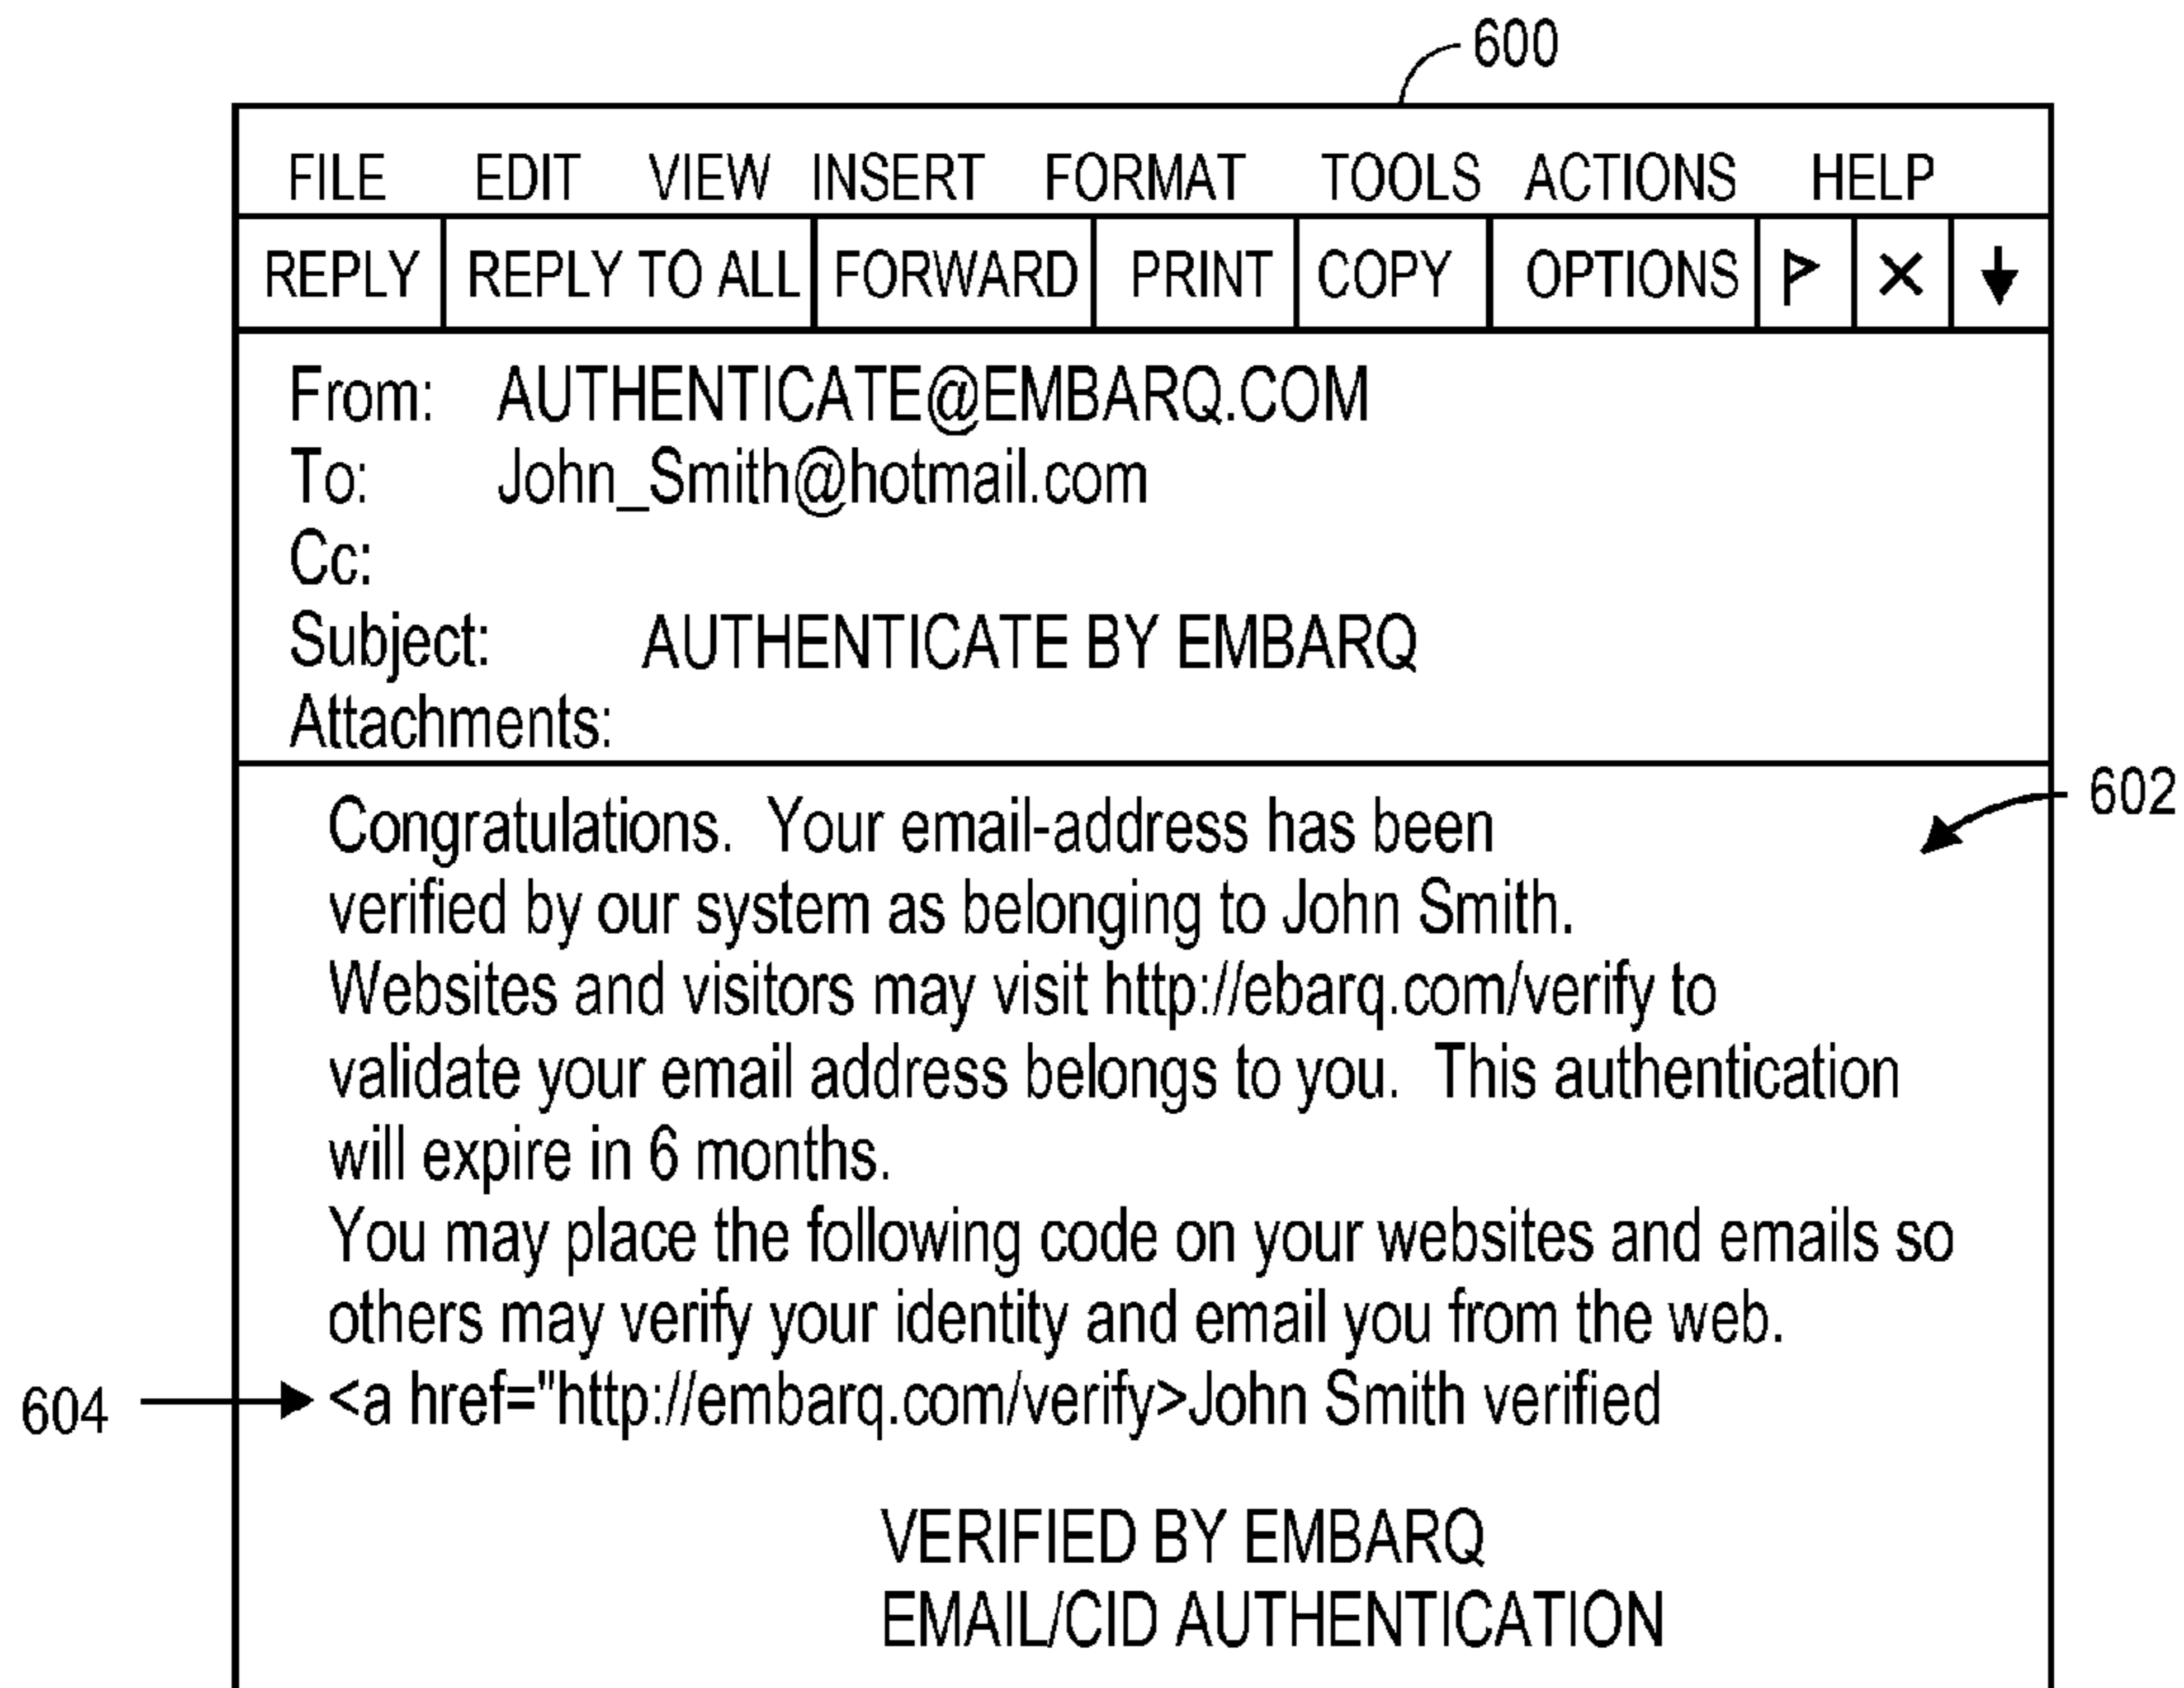 600
FILE EDIT VIEW INSERT FORMAT TOOLS ACTIONS HELP
REPLY REPLY TO ALL FORWARD PRINT COPY OPTIONS
From: AUTHENTICATE@EMBARQ.COM
To: John_Smith@hotmail.com
Cc:
Subject: AUTHENTICATE BY EMBARQ
Attachments:
602
Congratulations. Your email-address has been
verified by our system as belonging to John Smith.
Websites and visitors may visit http://ebarq.com/verify to
validate your email address belongs to you. This authentication
will expire in 6 months.
You may place the following code on your websites and emails so
others may verify your identity and email you from the web.
604
<a href="http://embarq.com/verify>John Smith verified
VERIFIED BY EMBARQ
EMAIL/CID AUTHENTICATION